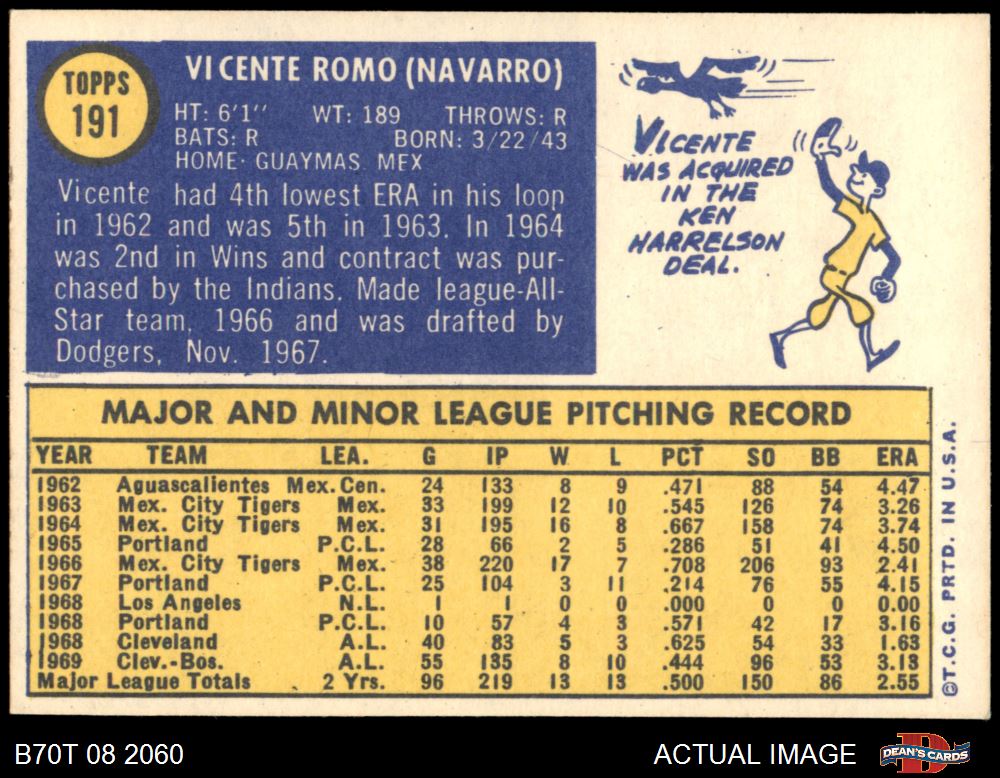 TOPPS
191
VICENTE ROMO (NAVARRO)
HT: 6'1'' WT: 189 THROWS: R
BATS: R BORN: 3/22/43
HOME· GUAYMAS, MEX
Vicente had 4th lowest ERA in his loop
in 1962 and was 5th in 1963. In 1964
was 2nd in Wins and contract was pur-
chased by the Indians. Made league-All-
Star team, 1966 and was drafted by
Dodgers, Nov. 1967.
VICENTE
WAS ACQUIRED
IN THE
KEN
HARRELSON
DEAL.
MAJOR AND MINOR LEAGUE PITCHING RECORD
YEAR TEAM LEA. G IP W L PCT SO BB ERA
1962 Aguascalientes Mex. Cen. 24 133 8 9 .471 88 54 4.47
1963 Mex. City Tigers Mex. 33 199 12 10 .545 126 74 3.26
1964 Mex. City Tigers Mex. 31 195 16 8 .667 158 74 3.74
1965 Portland P.C.L. 28 66 2 5 .286 51 41 4.50
1966 Mex. City Tigers Mex. 38 220 17 7 .708 206 93 2.41
1967 Portland P.C.L. 25 104 3 11 .214 76 55 4.15
1968 Los Angeles N.L. 1 1 0 0 .000 0 0 0.00
1968 Portland P.C.L. 10 57 4 3 .571 42 17 3.16
1968 Cleveland A.L. 40 83 5 3 .625 54 33 1.63
1969 Clev.-Bos. A.L. 55 135 8 10 .444 96 53 3.13
Major League Totals 2 Yrs. 96 219 13 13 .500 150 86 2.55
©T.C.G. PRTD. IN U.S.A.
B70T 08 2060
ACTUAL IMAGE
DEAN'S CARDS